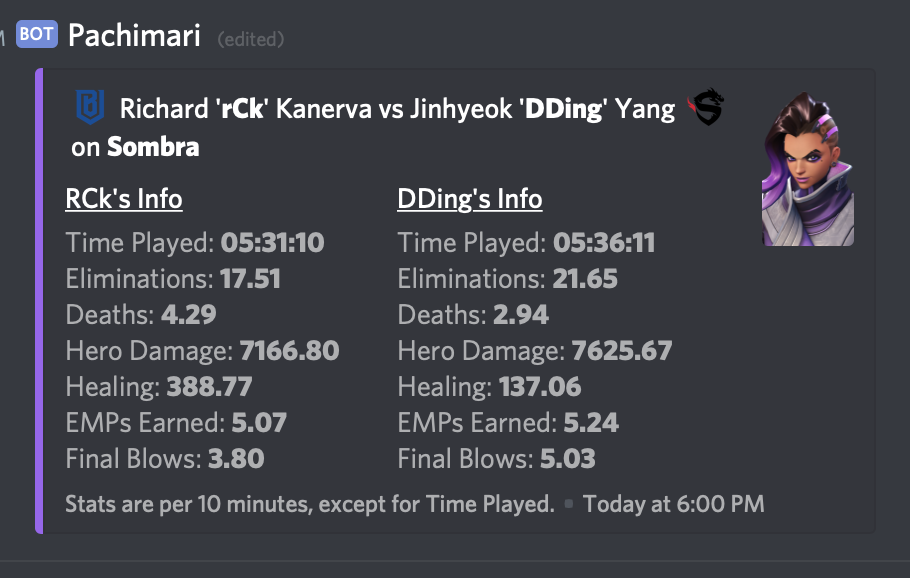 BOT Pachimari (edited)
Richard 'rCk' Kanerva vs Jinhyeok 'DDing' Yang
on Sombra
RCk's Info
DDing's Info
Time Played: 05:31:10
Time Played: 05:36:11
Eliminations: 17.51
Eliminations: 21.65
Deaths: 4.29
Deaths: 2.94
Hero Damage: 7166.80
Hero Damage: 7625.67
Healing: 388.77
Healing: 137.06
EMPs Earned: 5.07
EMPs Earned: 5.24
Final Blows: 3.80
Final Blows: 5.03
Stats are per 10 minutes, except for Time Played. • Today at 6:00 PM